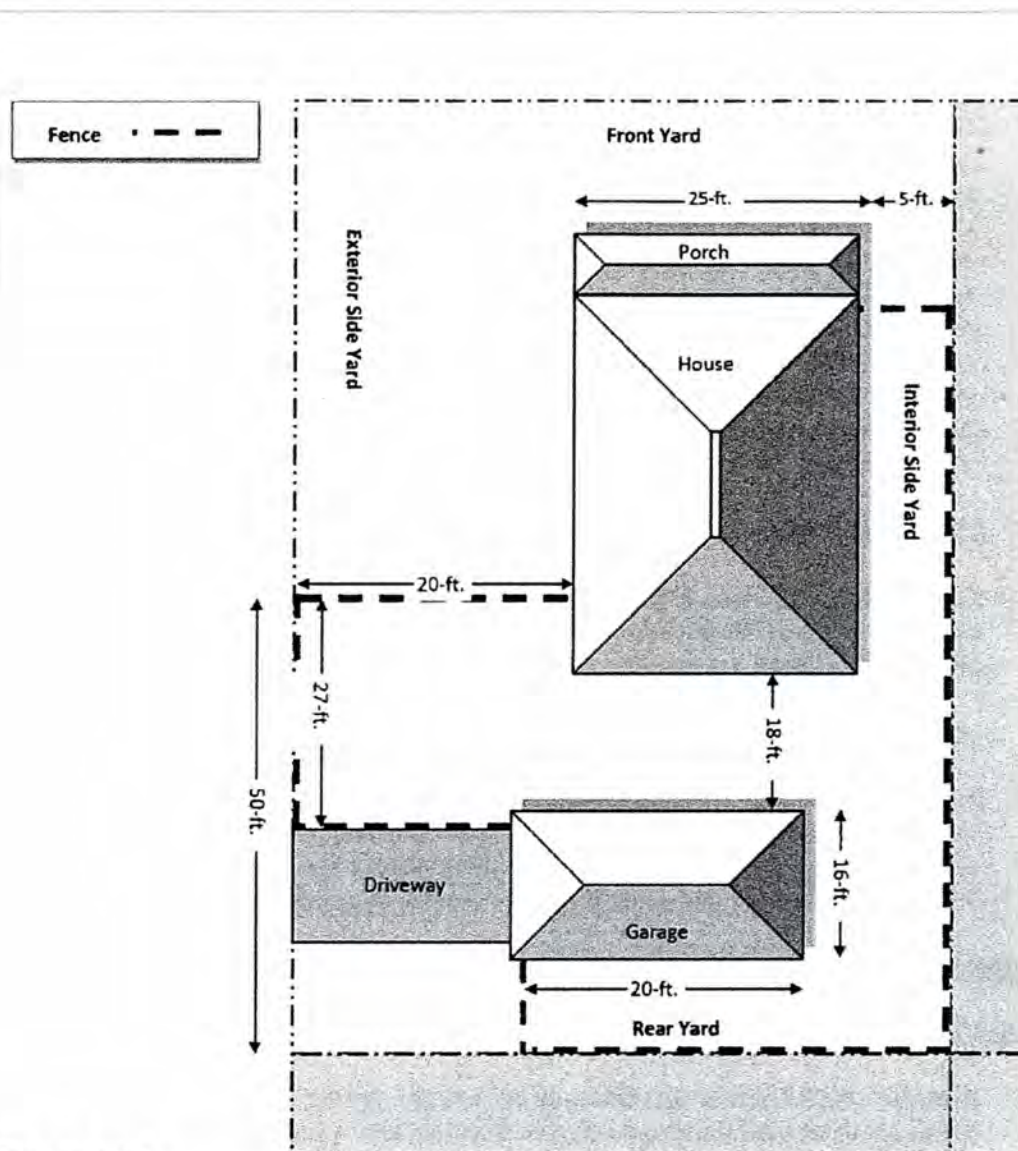 Fence
Front Yard
25-ft.
5-ft.
Porch
Exterior Side Yard
House
Interior Side Yard
20-ft.
27-ft.
18-ft.
50-ft.
16-ft.
Driveway
Garage
20-ft.
Rear Yard